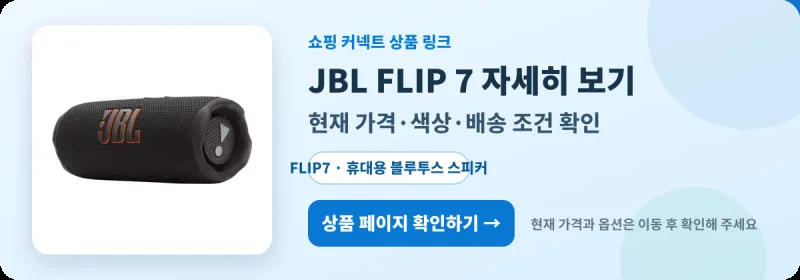 JBL
쇼핑 커넥트 상품 링크
JBL FLIP 7 자세히 보기
현재 가격·색상·배송 조건 확인
FLIP7 · 휴대용 블루투스 스피커
상품 페이지 확인하기 →
현재 가격과 옵션은 이동 후 확인해 주세요